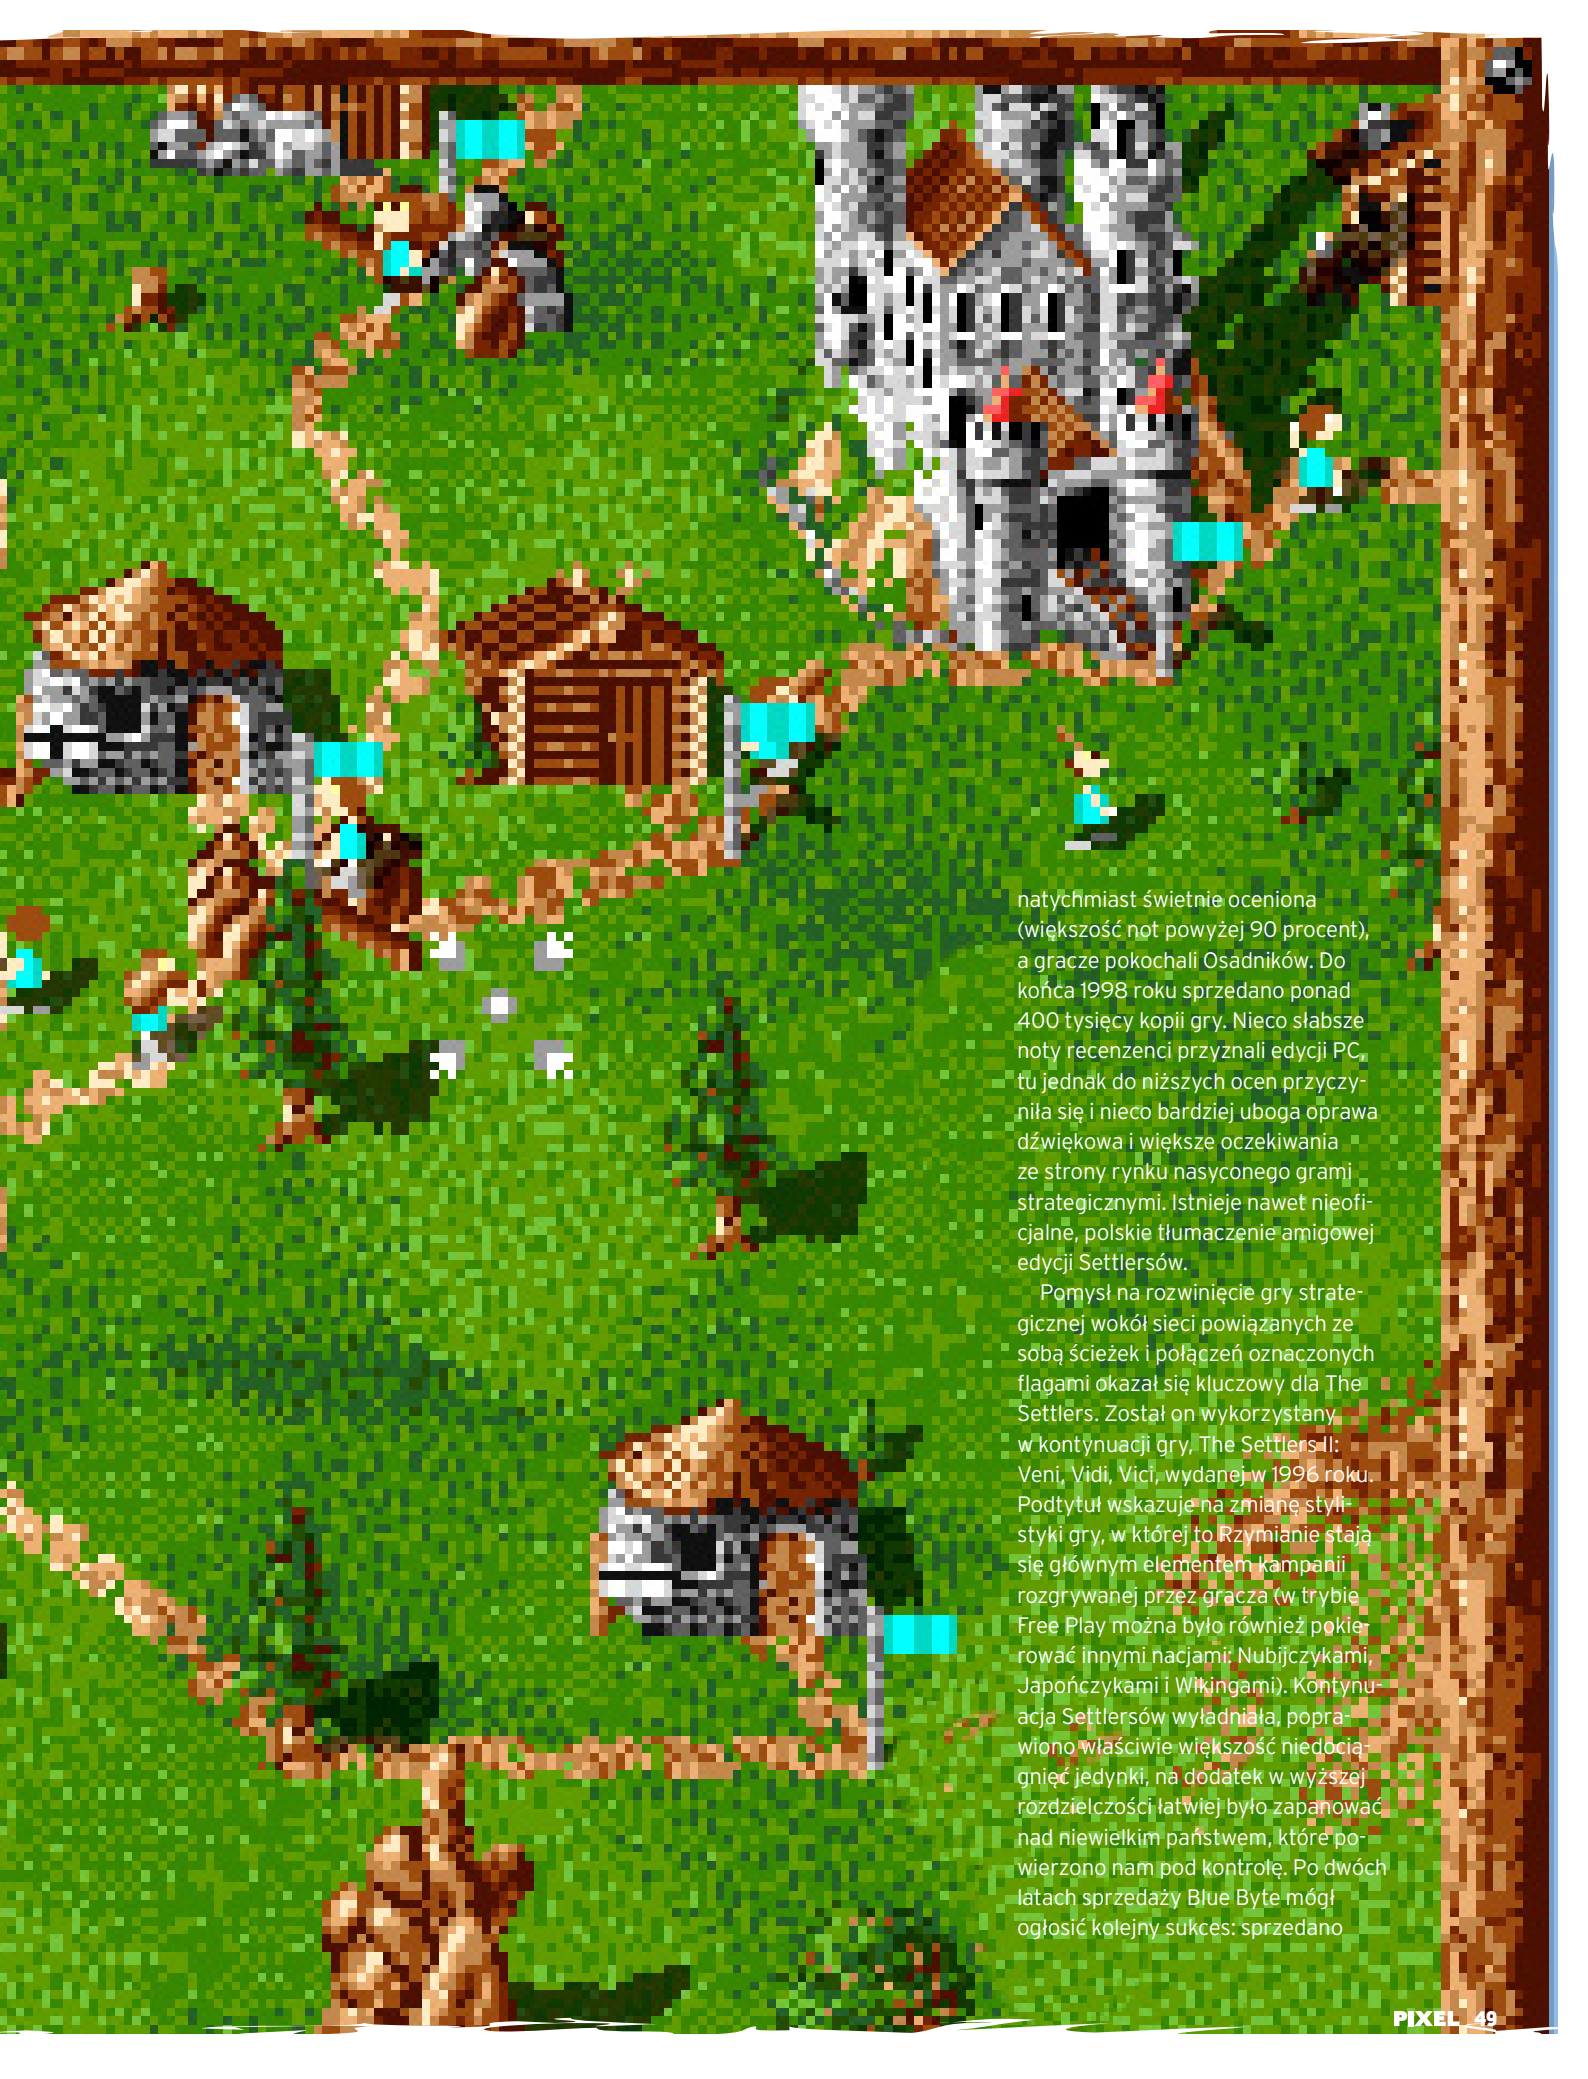 natychmiast świetnie oceniona
(większość not powyżej 90 procent),
a gracze pokochali Osadników. Do
końca 1998 roku sprzedano ponad
400 tysięcy kopii gry. Nieco słabsze
noty recenzenci przyznali edycji PC,
tu jednak do niższych ocen przyczy-
niła się i nieco bardziej uboga oprawa
dźwiękowa i większe oczekiwania
ze strony rynku nasyconego grami
strategicznymi. Istnieje nawet nieofi-
cjalne, polskie tłumaczenie amigowej
edycji Settlersów.
Pomysł na rozwinięcie gry strate-
gicznej wokół sieci powiązanych ze
sobą ścieżek i połączeń oznaczonych
flagami okazał się kluczowy dla The
Settlers. Został on wykorzystany
w kontynuacji gry, The Settlers II:
Veni, Vidi, Vici, wydanej w 1996 roku.
Podtytuł wskazuje na zmianę styli-
styki gry, w której to Rzymianie stają
się głównym elementem kampanii
rozgrywanej przez gracza (w trybie
Free Play można było również pokie-
rować innymi nacjami: Nubijczykami,
Japończykami i Wikingami). Kontynu-
acja Settlersów wyładniała, popra-
wiono właściwie większość niedocią-
gnięć jedynki, na dodatek w wyższej
rozdzielczości łatwiej było zapanować
nad niewielkim państwem, które po-
wierzono nam pod kontrolę. Po dwóch
latach sprzedaży Blue Byte mógł
ogłosić kolejny sukces: sprzedano
PIXEL 49